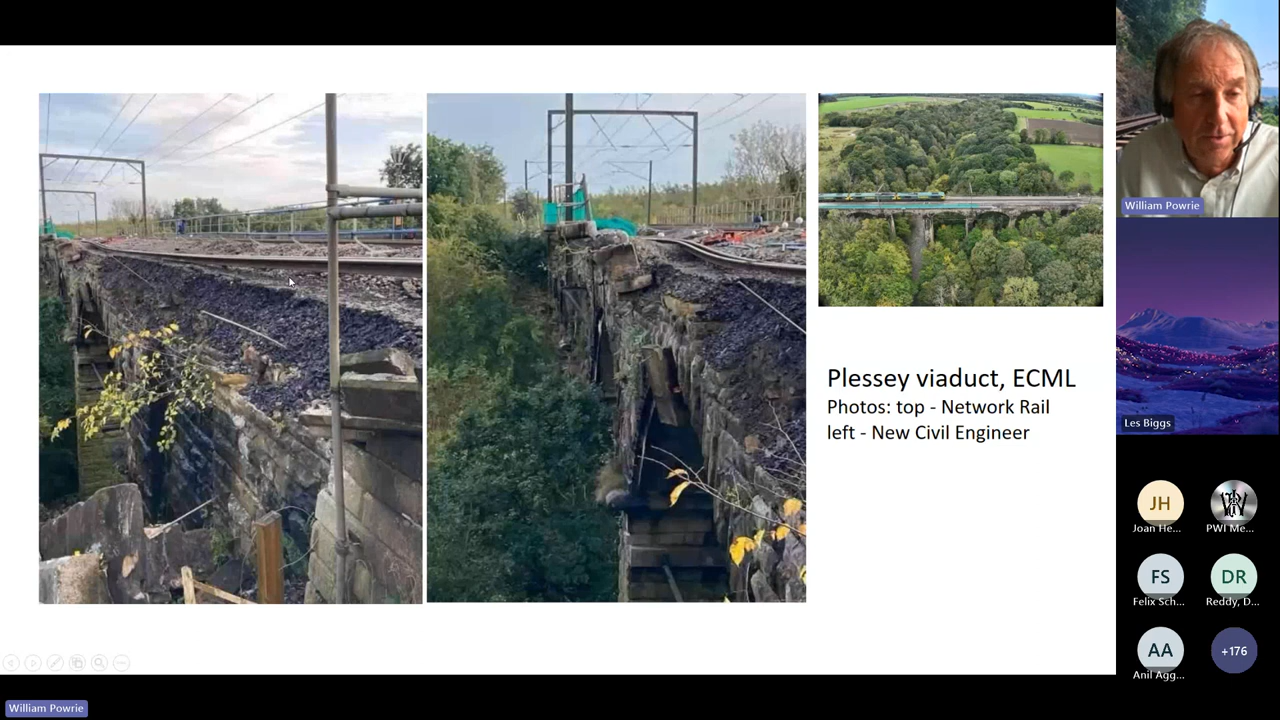 Plessey viaduct, ECML
Photos: top - Network Rail
left - New Civil Engineer
William Powrie
Les Biggs
JH
Joan He...
PWI Me...
FS
Felix Sch...
DR
Reddy, D...
AA
Anil Agg...
+176
William Powrie